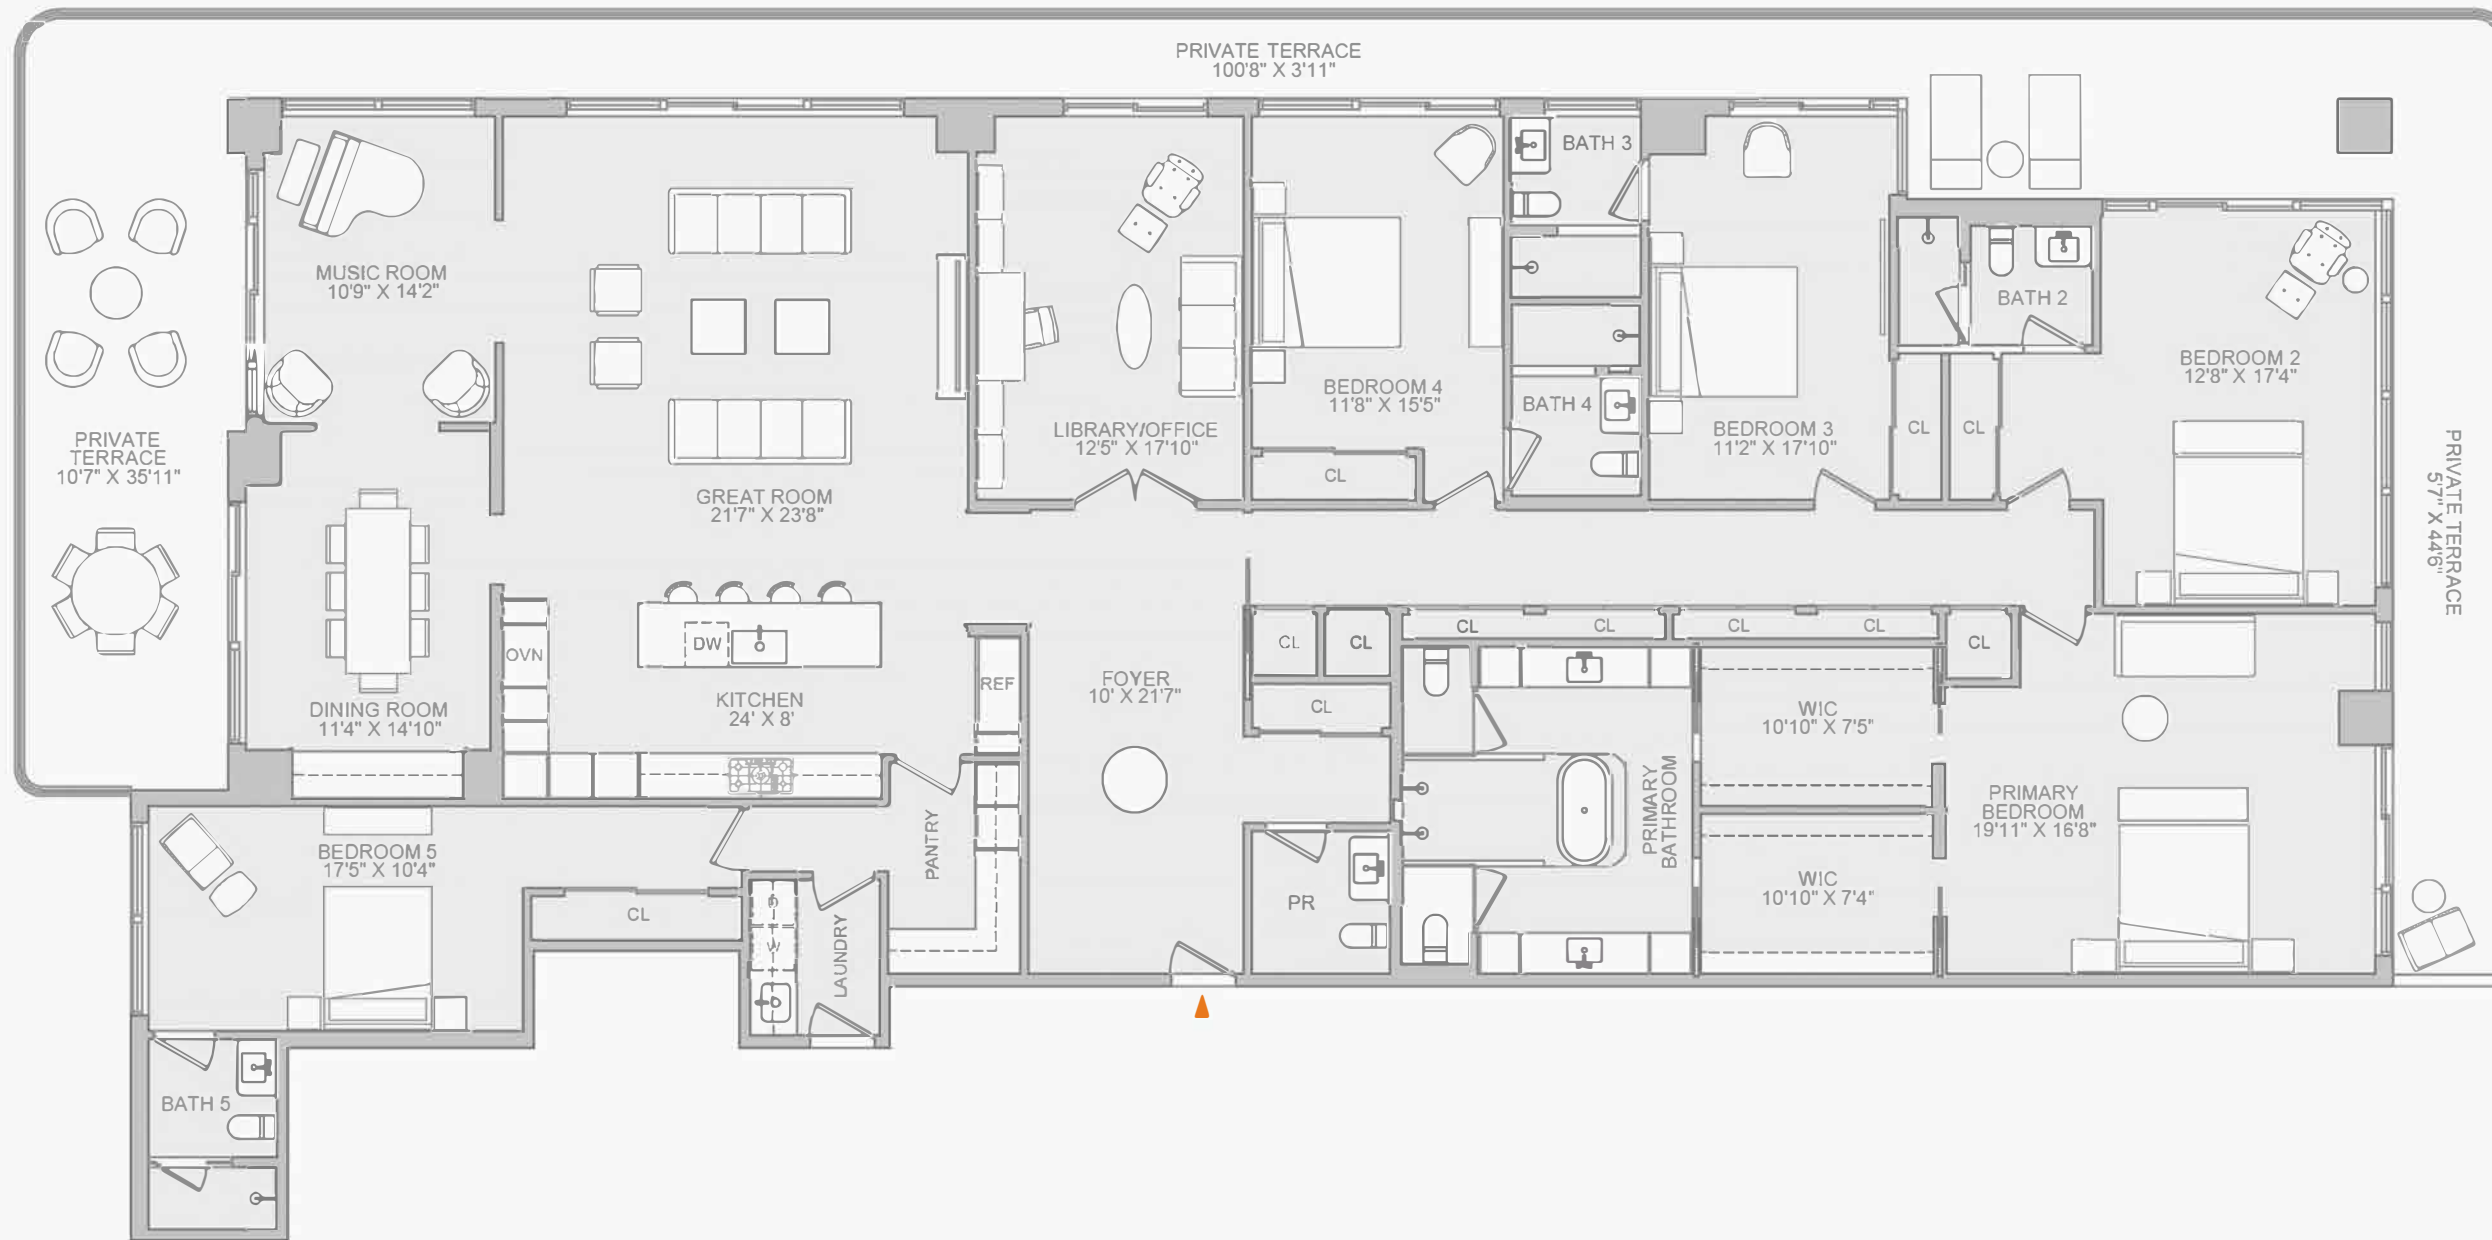 PRIVATE TERRACE
100'8" X 3'11"
BATH 3
MUSIC ROOM
10'9" X 14'2"
BATH 2
BEDROOM 2
12'8" X 17'4"
BEDROOM 4
11'8" X 15'5"
BATH 4
PRIVATE
TERRACE
10'7" X 35'11"
LIBRARY/OFFICE
12'5" X 17'10"
BEDROOM 3
11'2" X 17'10"
CL
CL
CL
GREAT ROOM
21'7" X 23'8"
PRIVATE TERRACE
5'7" X 44'6"
OVN
DW
REF
CL
CL
CL
CL
CL
CL
CL
KITCHEN
24' X 8'
FOYER
10' X 21'7"
CL
DINING ROOM
11'4" X 14'10"
WIC
10'10" X 7'5"
PRIMARY
BATHROOM
PRIMARY
BEDROOM
19'11" X 16'8"
PANTRY
BEDROOM 5
17'5" X 10'4"
WIC
10'10" X 7'4"
CL
D
W
LAUNDRY
PR
BATH 5